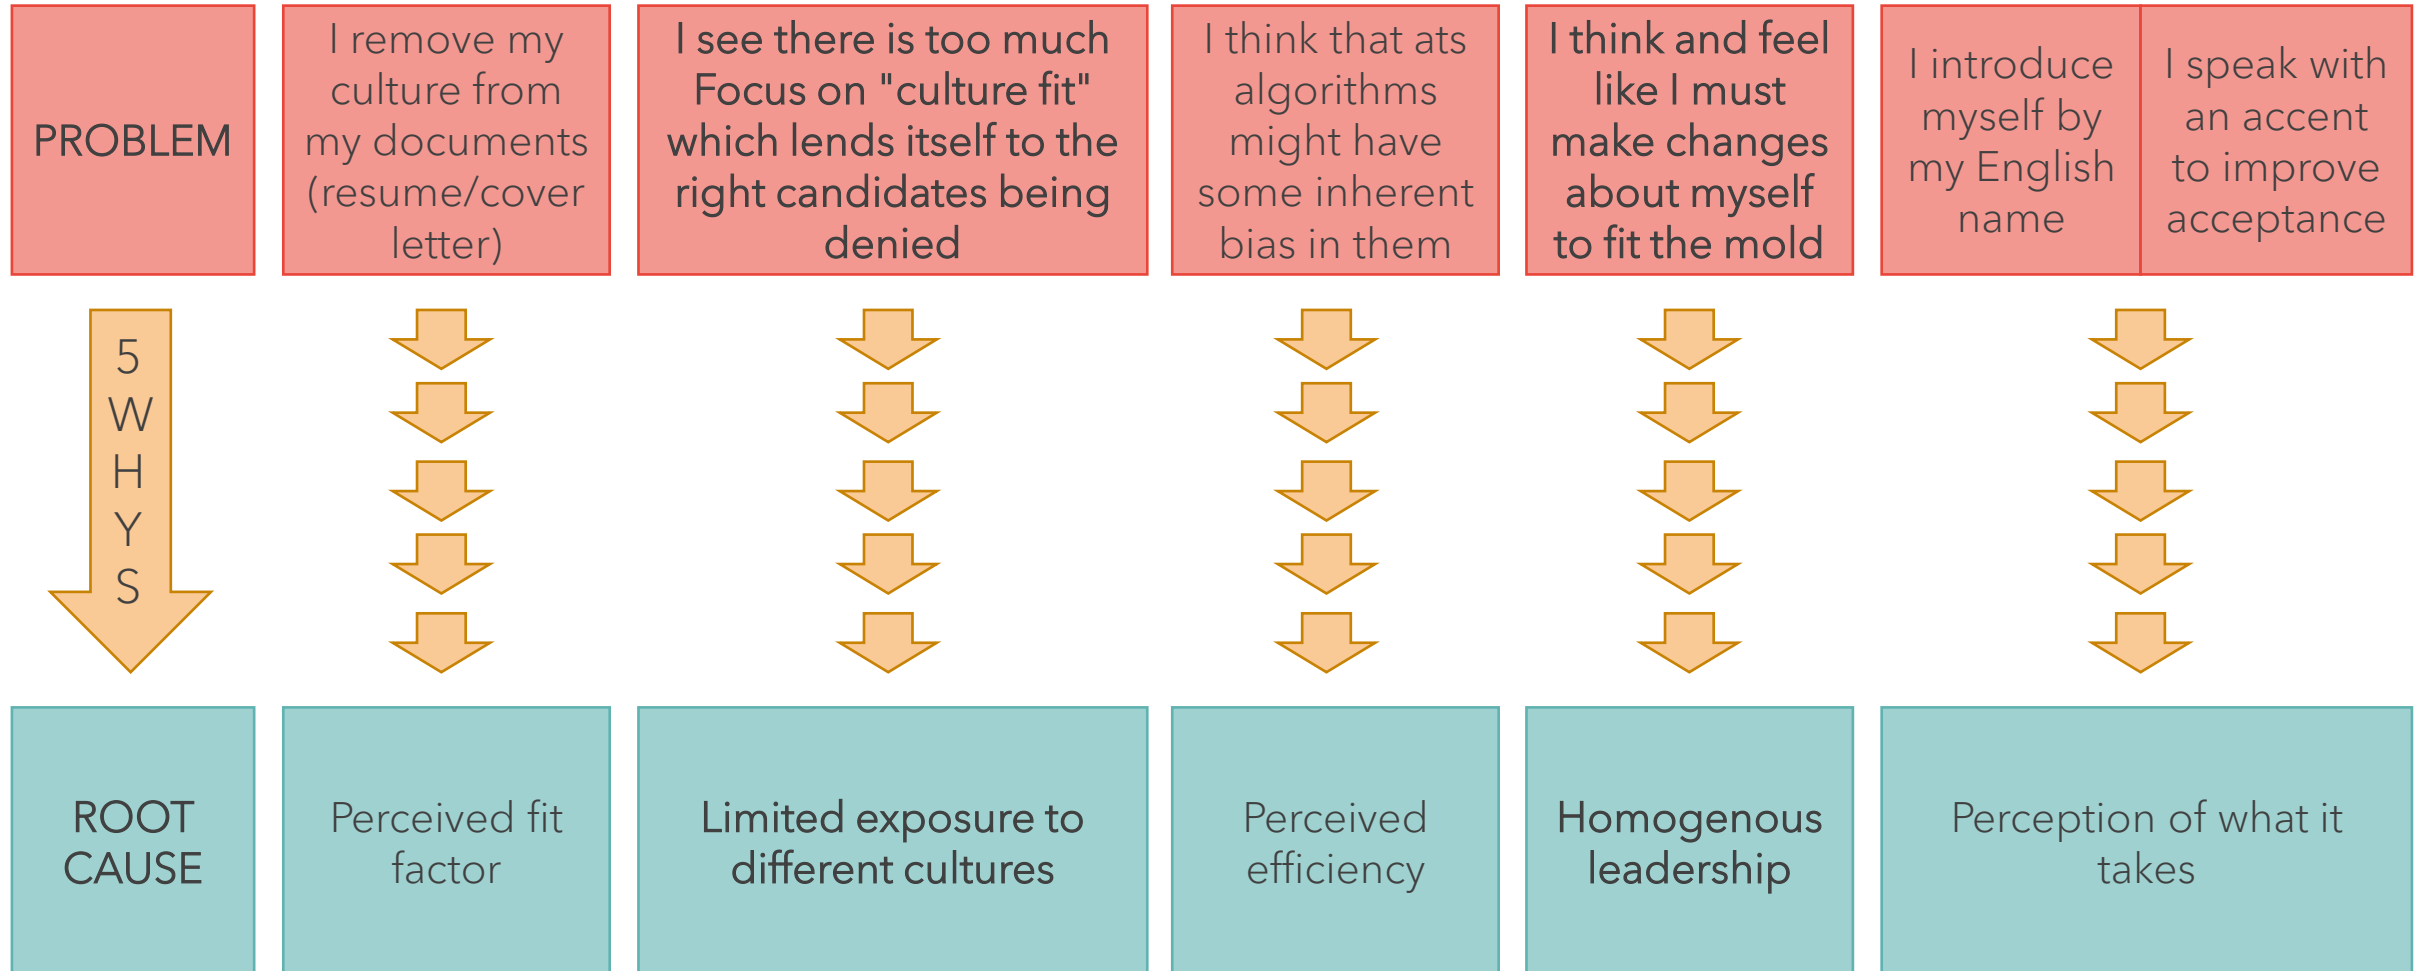 PROBLEM
I remove my
culture from
my documents
(resume/cover
letter)
I see there is too much
Focus on "culture fit"
which lends itself to the
right candidates being
denied
I think that ats
algorithms
might have
some inherent
bias in them
I think and feel
like I must
make changes
about myself
to fit the mold
I introduce
myself by
my English
name
I speak with
an accent
to improve
acceptance
5
W
H
Y
S
ROOT
CAUSE
Perceived fit
factor
Limited exposure to
different cultures
Perceived
efficiency
Homogenous
leadership
Perception of what it
takes